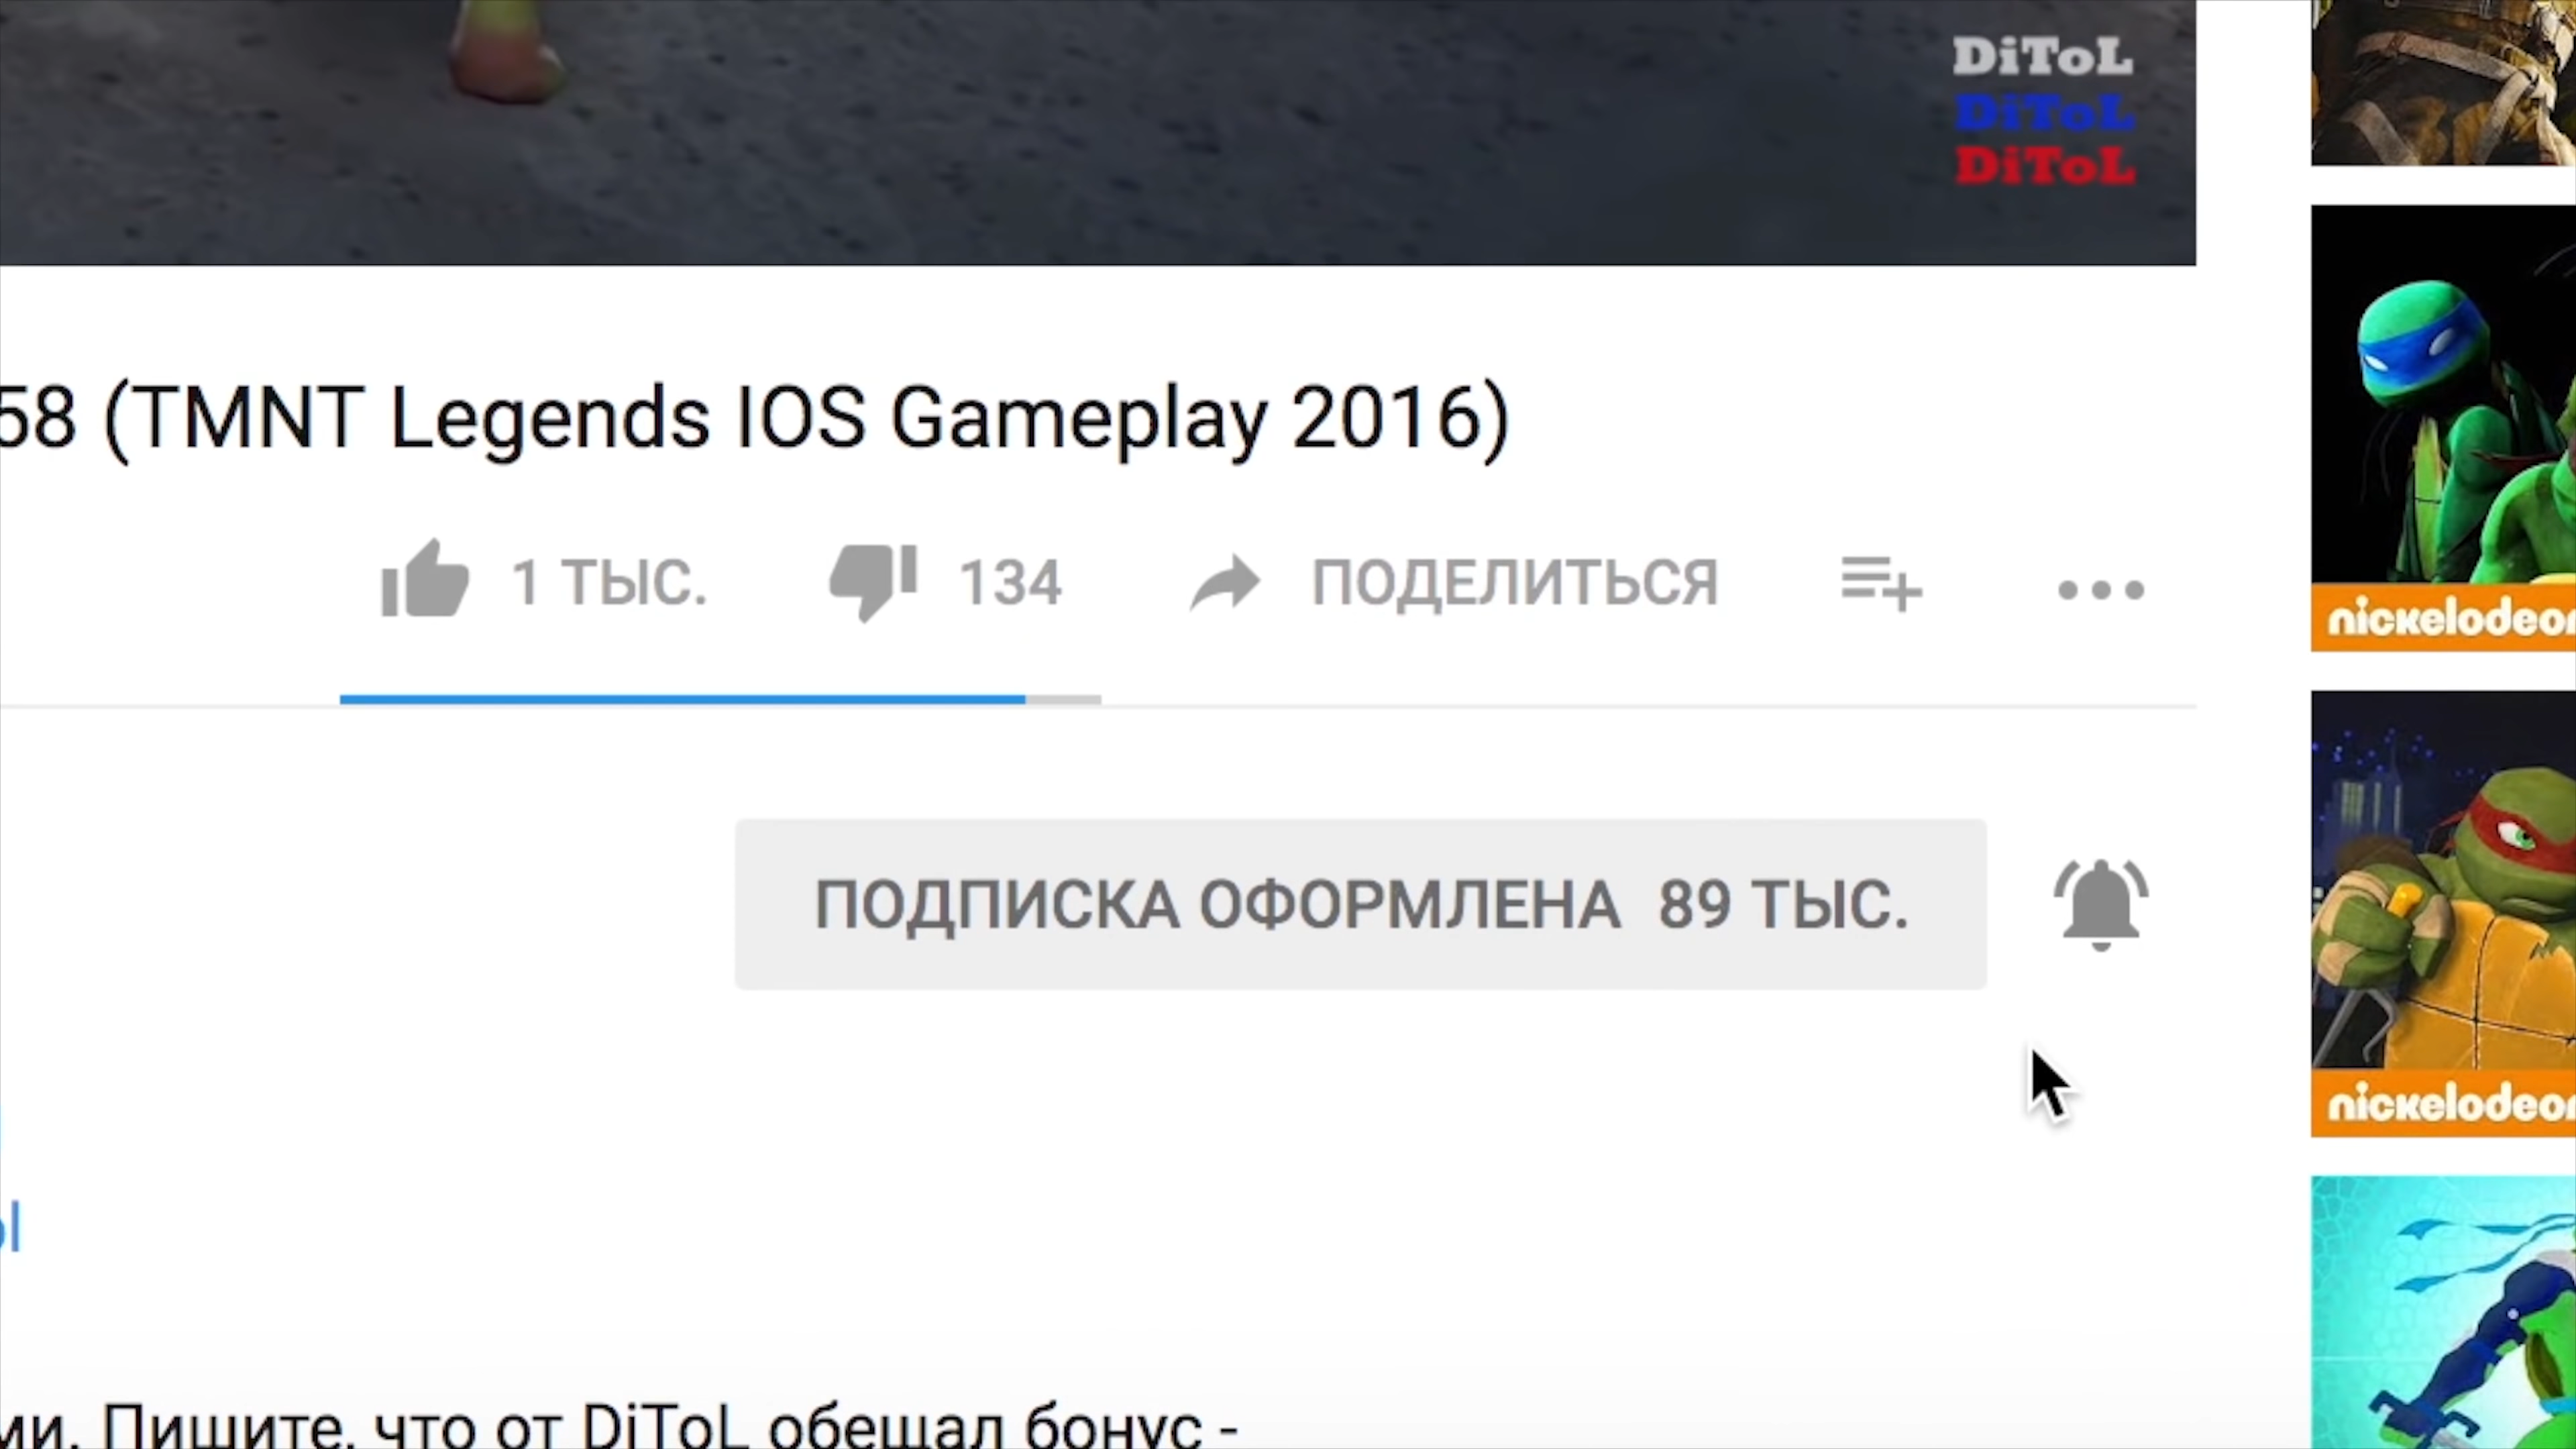 DiToL
DiToL
DiToL
58 (TMNT Legends IOS Gameplay 2016)
1 ТЫС. 134 ПОДЕЛИТЬСЯ
nickelodeon
ПОДПИСКА ОФОРМЛЕНА 89 ТЫС.
nickelodeon
ми. Пишите, что от DiToL обещал бонус -